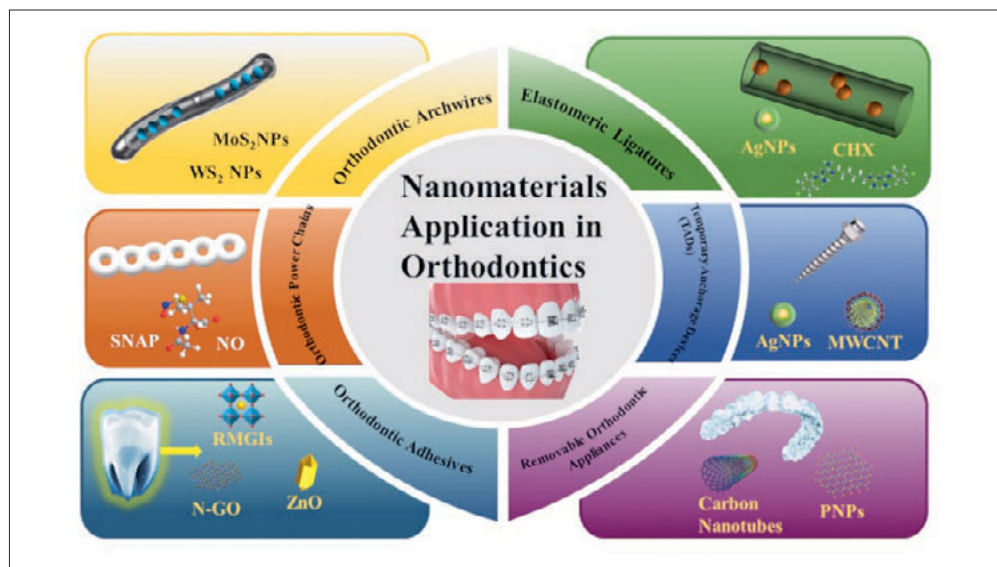 Nanomaterials
Application in
Orthodontics
Orthodontic Archwires
MoS₂NPs
WS₂ NPs
Elastomeric Ligatures
AgNPs
CHX
Orthodontic Power Chains
SNAP
NO
Temporary Anchorage Devices
(TADs)
AgNPs
MWCNT
Orthodontic Adhesives
RMGIs
N-GO
ZnO
Removable Orthodontic
Appliances
Carbon
Nanotubes
PNPs